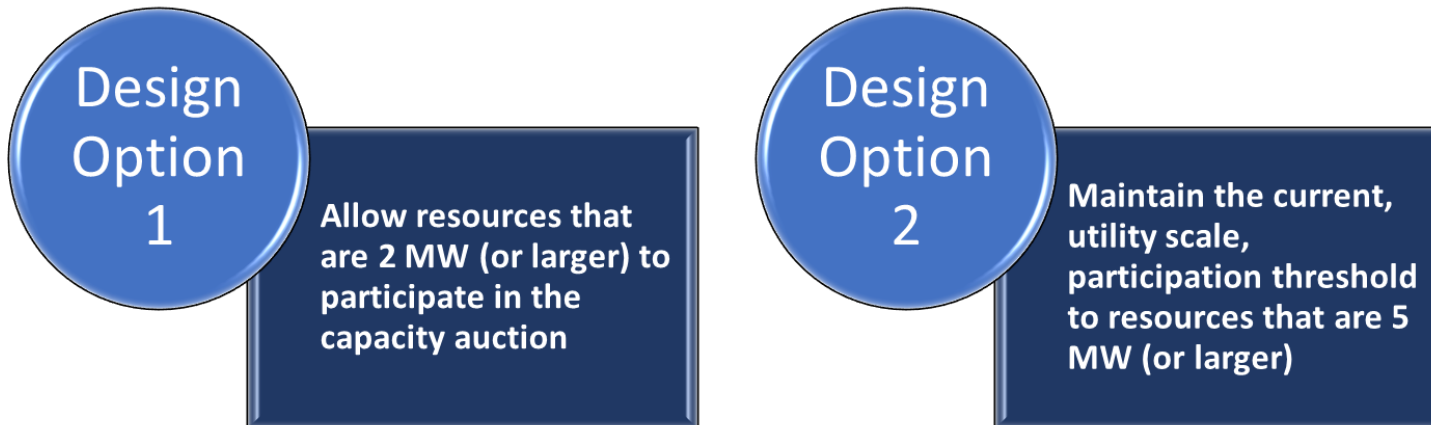 Design
Option
1
Allow resources that
are 2 MW (or larger) to
participate in the
capacity auction
Design
Option
2
Maintain the current,
utility scale,
participation threshold
to resources that are 5
MW (or larger)